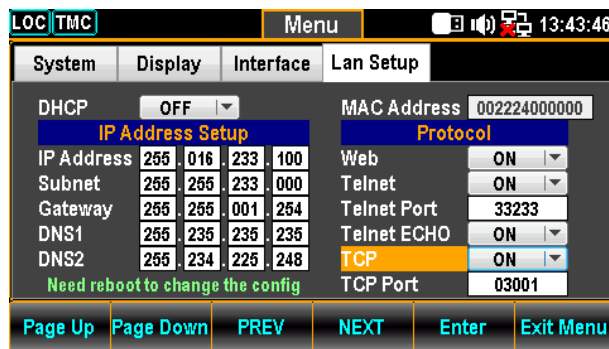 LOC TMC Menu 13:43:46
System Display Interface Lan Setup
DHCP OFF MAC Address 002224000000
IP Address Setup Protocol
IP Address 255 . 016 . 233 . 100 Web ON
Subnet 255 . 255 . 233 . 000 Telnet ON
Gateway 255 . 255 . 001 . 254 Telnet Port 33233
DNS1 255 . 235 . 235 . 235 Telnet ECHO ON
DNS2 255 . 234 . 225 . 248 TCP ON
Need reboot to change the config TCP Port 03001
Page Up Page Down PREV NEXT Enter Exit Menu